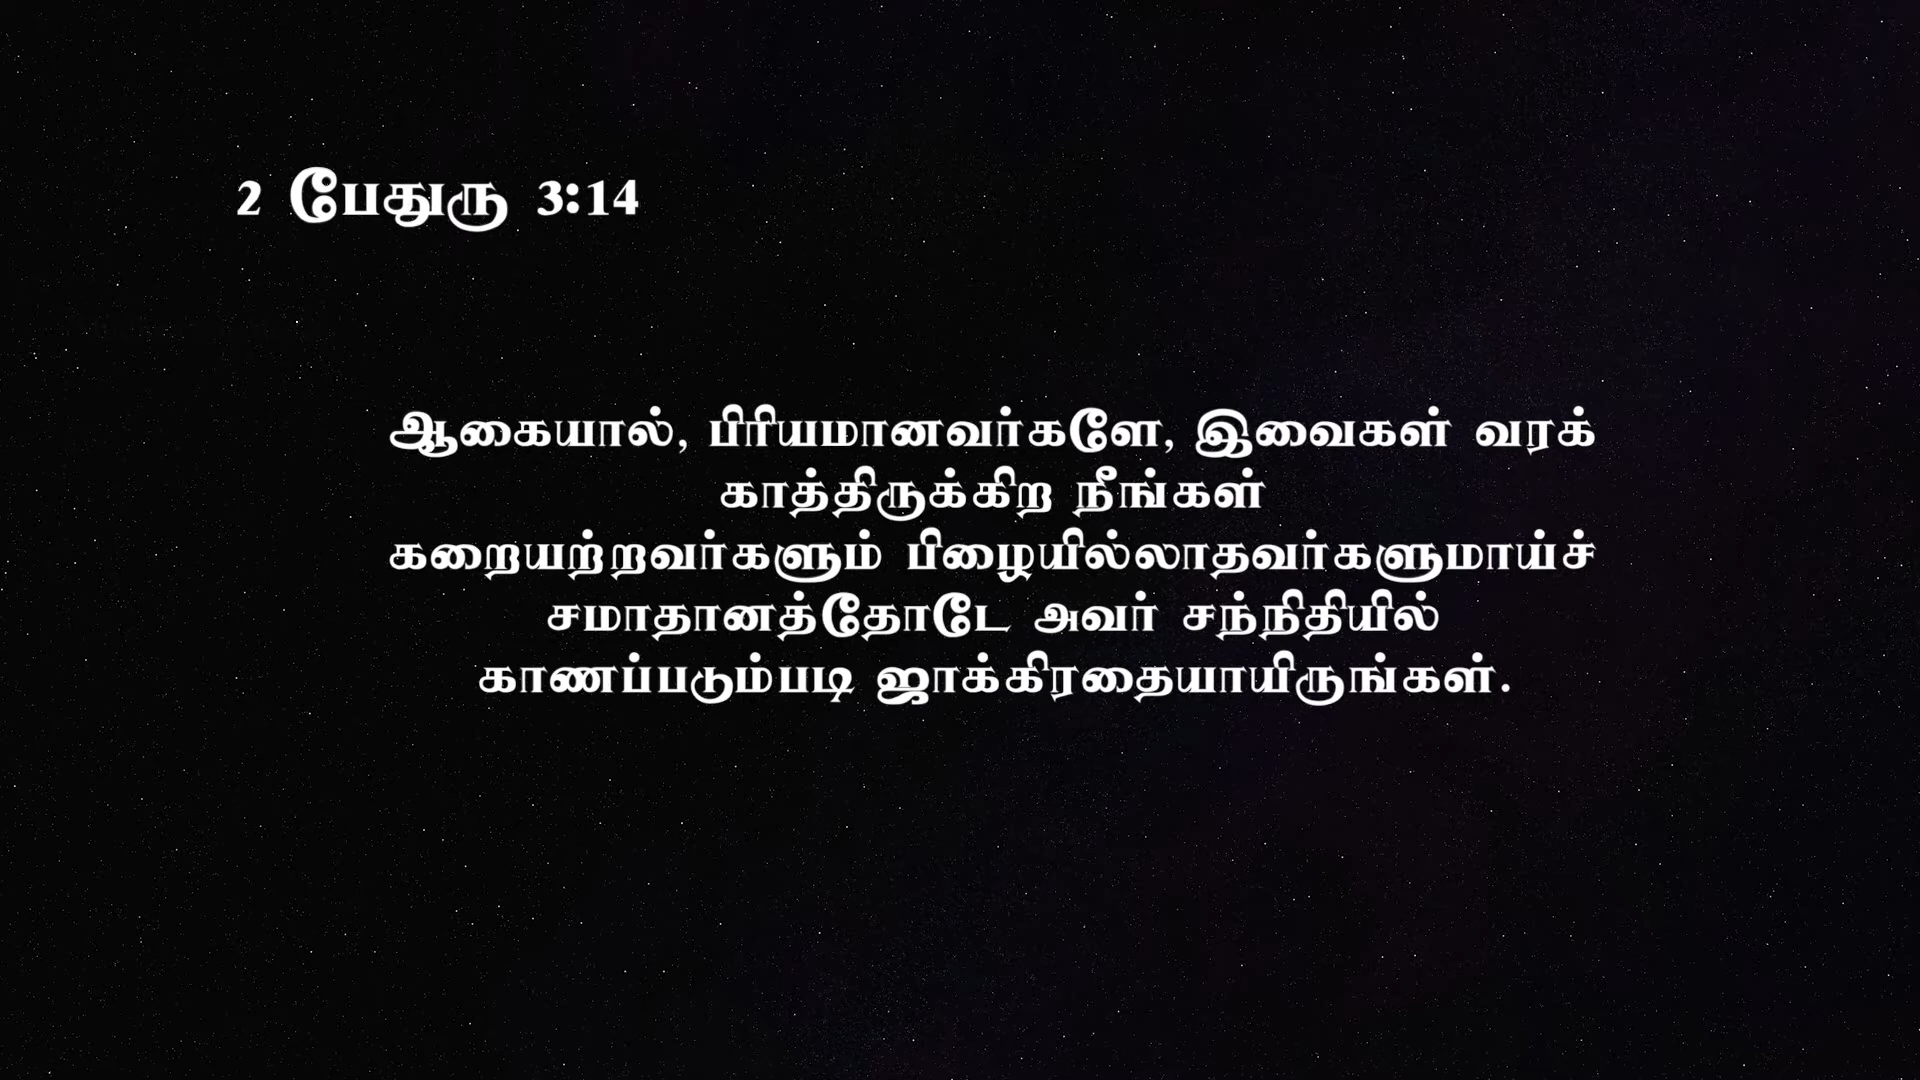 2 பேதுரு 3:14
ஆகையால், பிரியமானவர்களே, இவைகள் வரக்
காத்திருக்கிற நீங்கள்
கறையற்றவர்களும் பிழையில்லாதவர்களுமாய்ச்
சமாதானத்தோடே அவர் சந்நிதியில்
காணப்படும்படி ஜாக்கிரதையாயிருங்கள்.